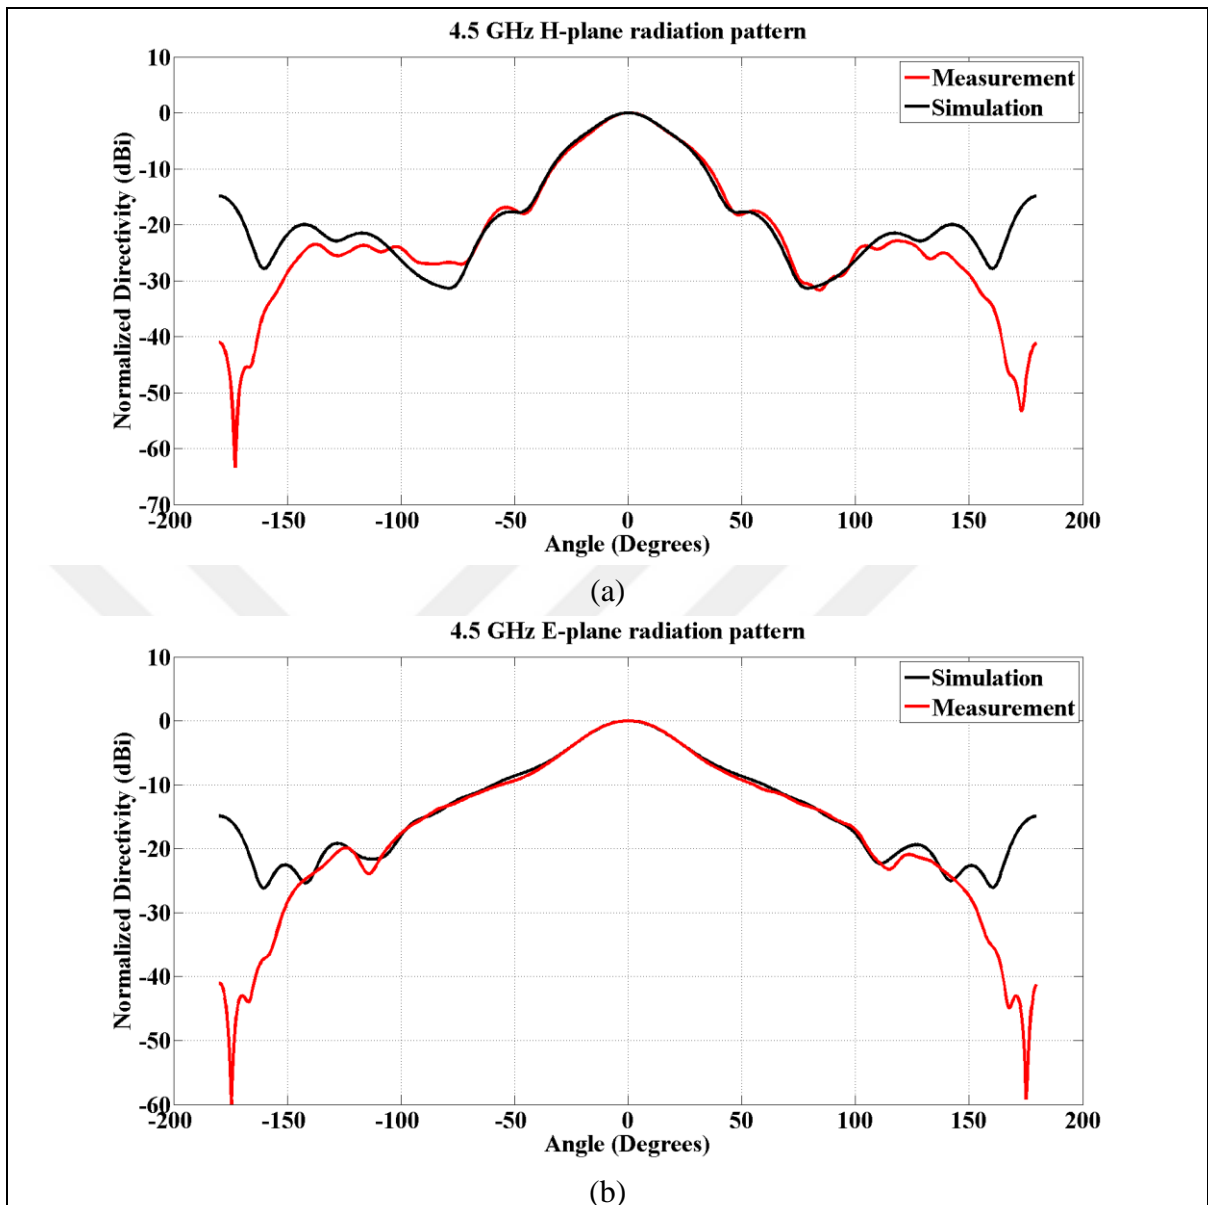 4.5 GHz H-plane radiation pattern
10
0
-10
-20
-30
-40
-50
-60
-70
Normalized Directivity (dBi)
Measurement
Simulation
-200 -150 -100 -50 0 50 100 150 200
Angle (Degrees)
(a)
4.5 GHz E-plane radiation pattern
10
0
-10
-20
-30
-40
-50
-60
Normalized Directivity (dBi)
Simulation
Measurement
-200 -150 -100 -50 0 50 100 150 200
Angle (Degrees)
(b)